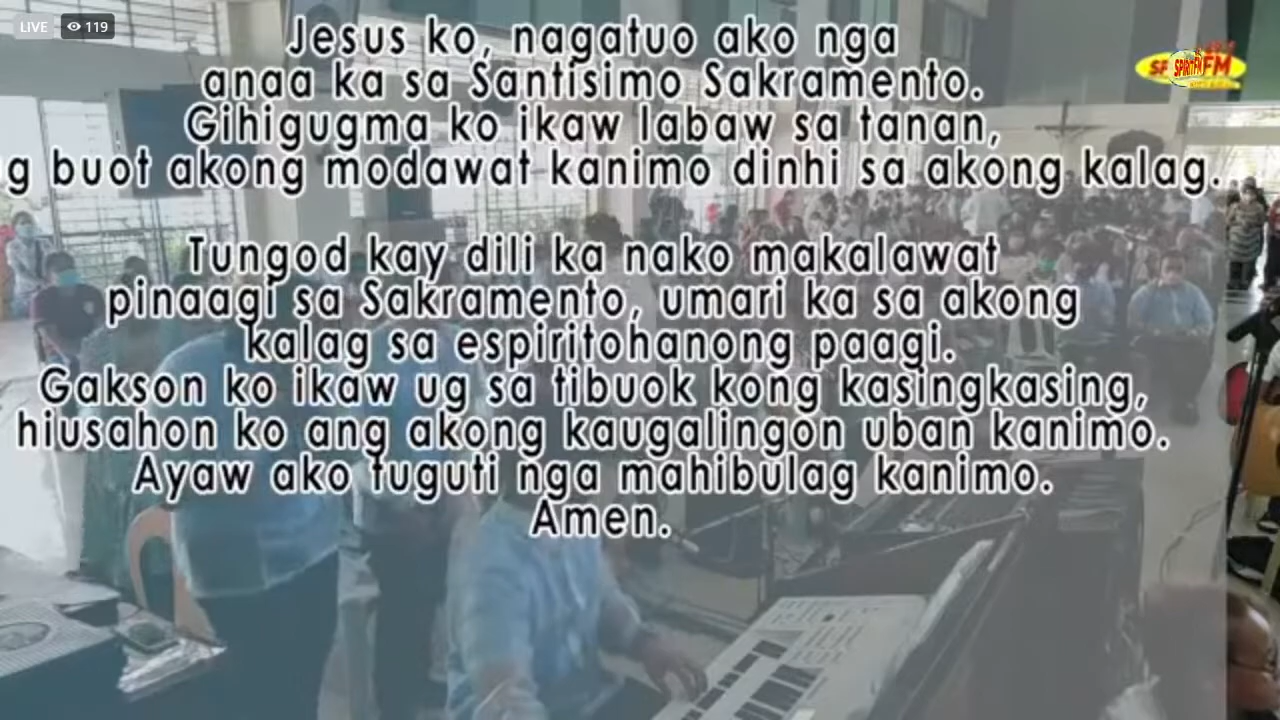 LIVE 119
SPIRIT FM
Jesus ko, nagatuo ako nga
anaa ka sa Santisimo Sakramento.
Gihigugma ko ikaw labaw sa tanan,
g buot akong modawat kanimo dinhi sa akong kalag.
Tungod kay dili ka nako makalawat
pinaagi sa Sakramento, umari ka sa akong
kalag sa espiritohanong paagi.
Gakson ko ikaw ug sa tibuok kong kasingkasing,
hiusahon ko ang akong kaugalingon uban kanimo.
Ayaw ako tuguti nga mahibulag kanimo.
Amen.